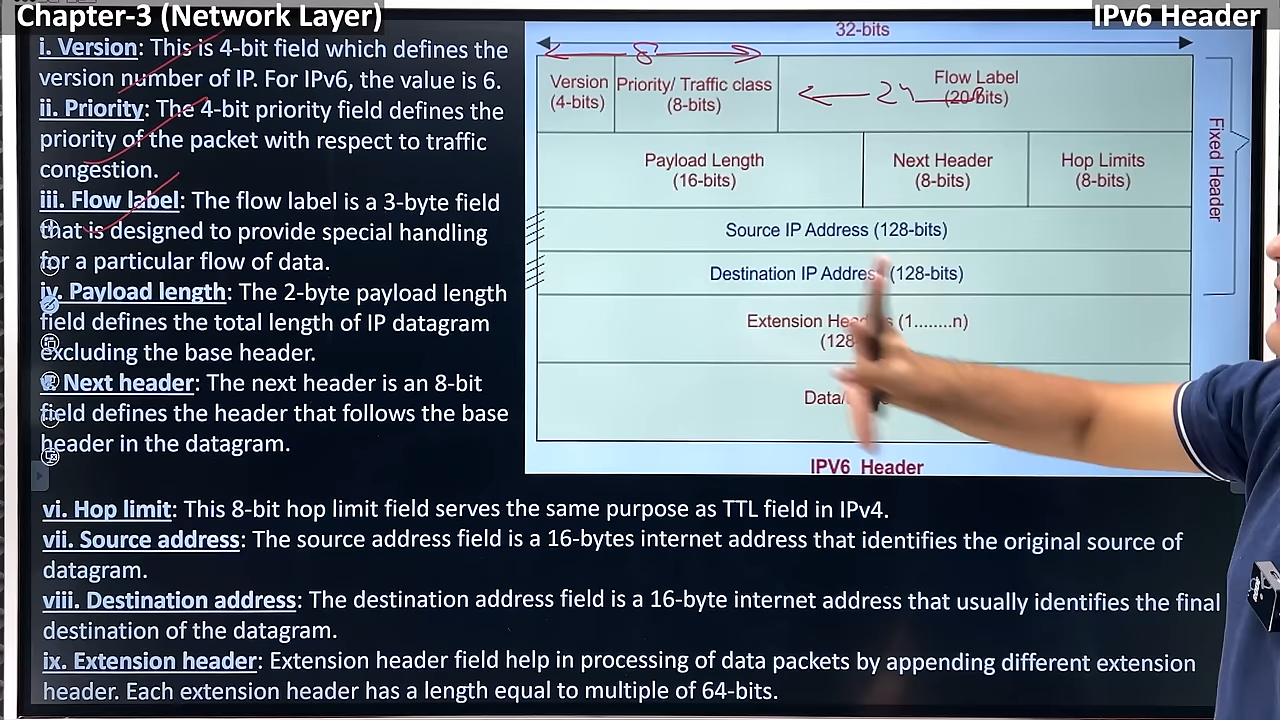 Chapter-3 (Network Layer)
IPv6 Header
i. Version: This is 4-bit field which defines the
version number of IP. For IPv6, the value is 6.
ii. Priority: The 4-bit priority field defines the
priority of the packet with respect to traffic
congestion.
iii. Flow label: The flow label is a 3-byte field
that is designed to provide special handling
for a particular flow of data.
iv. Payload length: The 2-byte payload length
field defines the total length of IP datagram
excluding the base header.
Next header: The next header is an 8-bit
field defines the header that follows the base
header in the datagram.
32-bits
8
Version
(4-bits)
Priority/ Traffic class
(8-bits)
Flow Label
(20-Bits)
24
Payload Length
(16-bits)
Next Header
(8-bits)
Hop Limits
(8-bits)
Source IP Address (128-bits)
Destination IP Address (128-bits)
Extension (1........n)
(128
Data/
Fixed Header
IPV6 Header
vi. Hop limit: This 8-bit hop limit field serves the same purpose as TTL field in IPv4.
vii. Source address: The source address field is a 16-bytes internet address that identifies the original source of
datagram.
viii. Destination address: The destination address field is a 16-byte internet address that usually identifies the final
destination of the datagram.
ix. Extension header: Extension header field help in processing of data packets by appending different extension
header. Each extension header has a length equal to multiple of 64-bits.